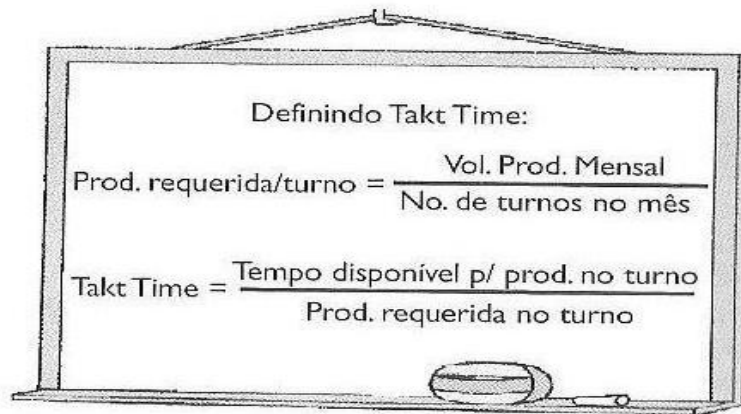 Definindo Takt Time:
Prod. requerida/turno = Vol. Prod. Mensal
No. de turnos no mês
Takt Time = Tempo disponível p/ prod. no turno
Prod. requerida no turno